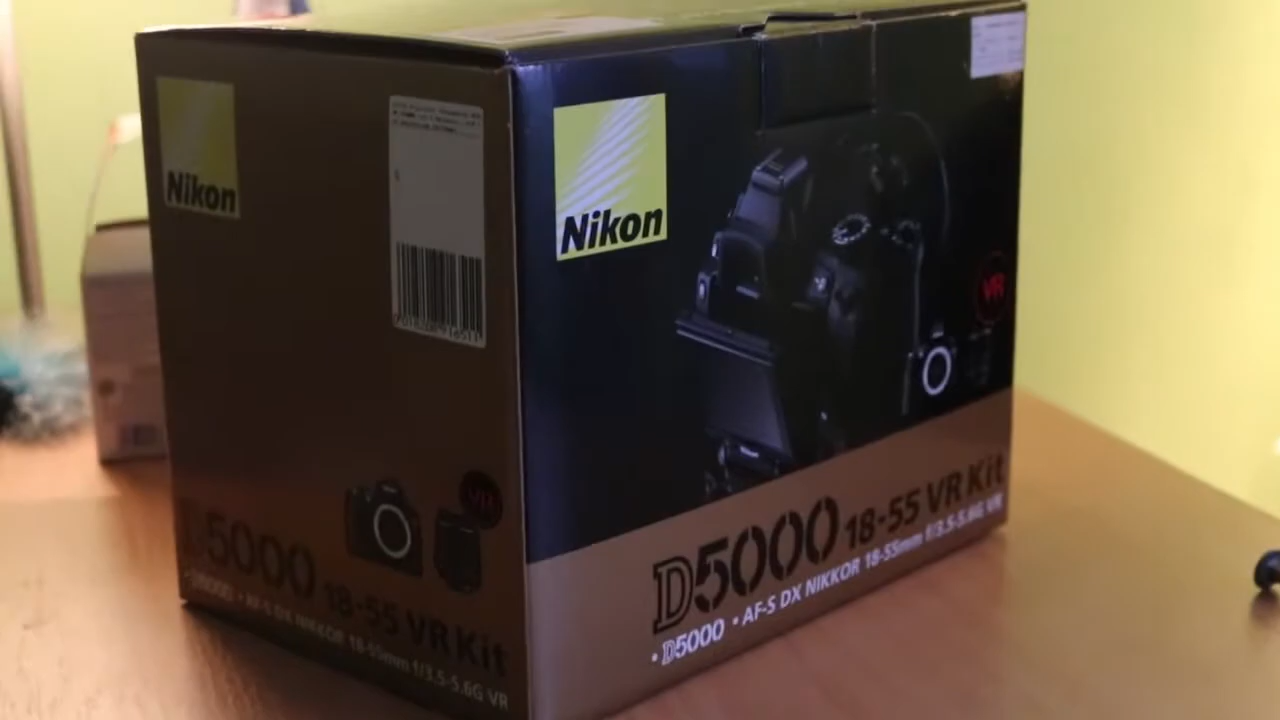 Nikon
Nikon
VR
VR
D5000 18-55 VR Kit
• D5000 • AF-S DX NIKKOR 18-55mm f/3.5-5.6G VR
D5000 18-55 VR Kit
• D5000 • AF-S DX NIKKOR 18-55mm f/3.5-5.6G VR